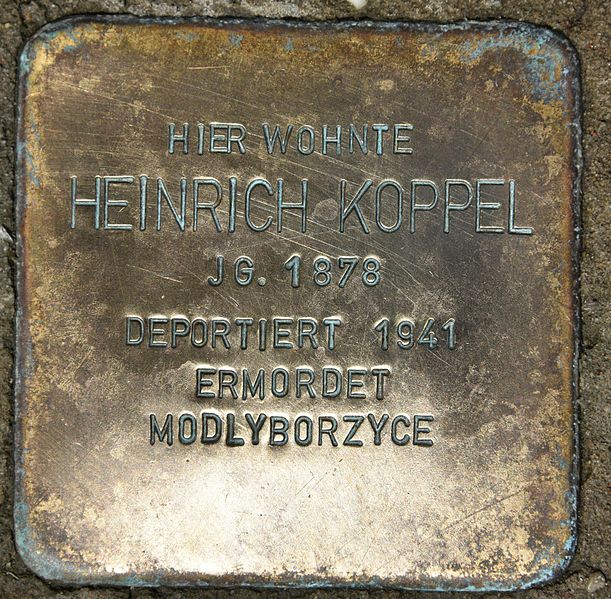 HIER WOHNTE
HEINRICH KOPPEL
JG. 1878
DEPORTIERT 1941
ERMORDET
MODLYBORZYCE